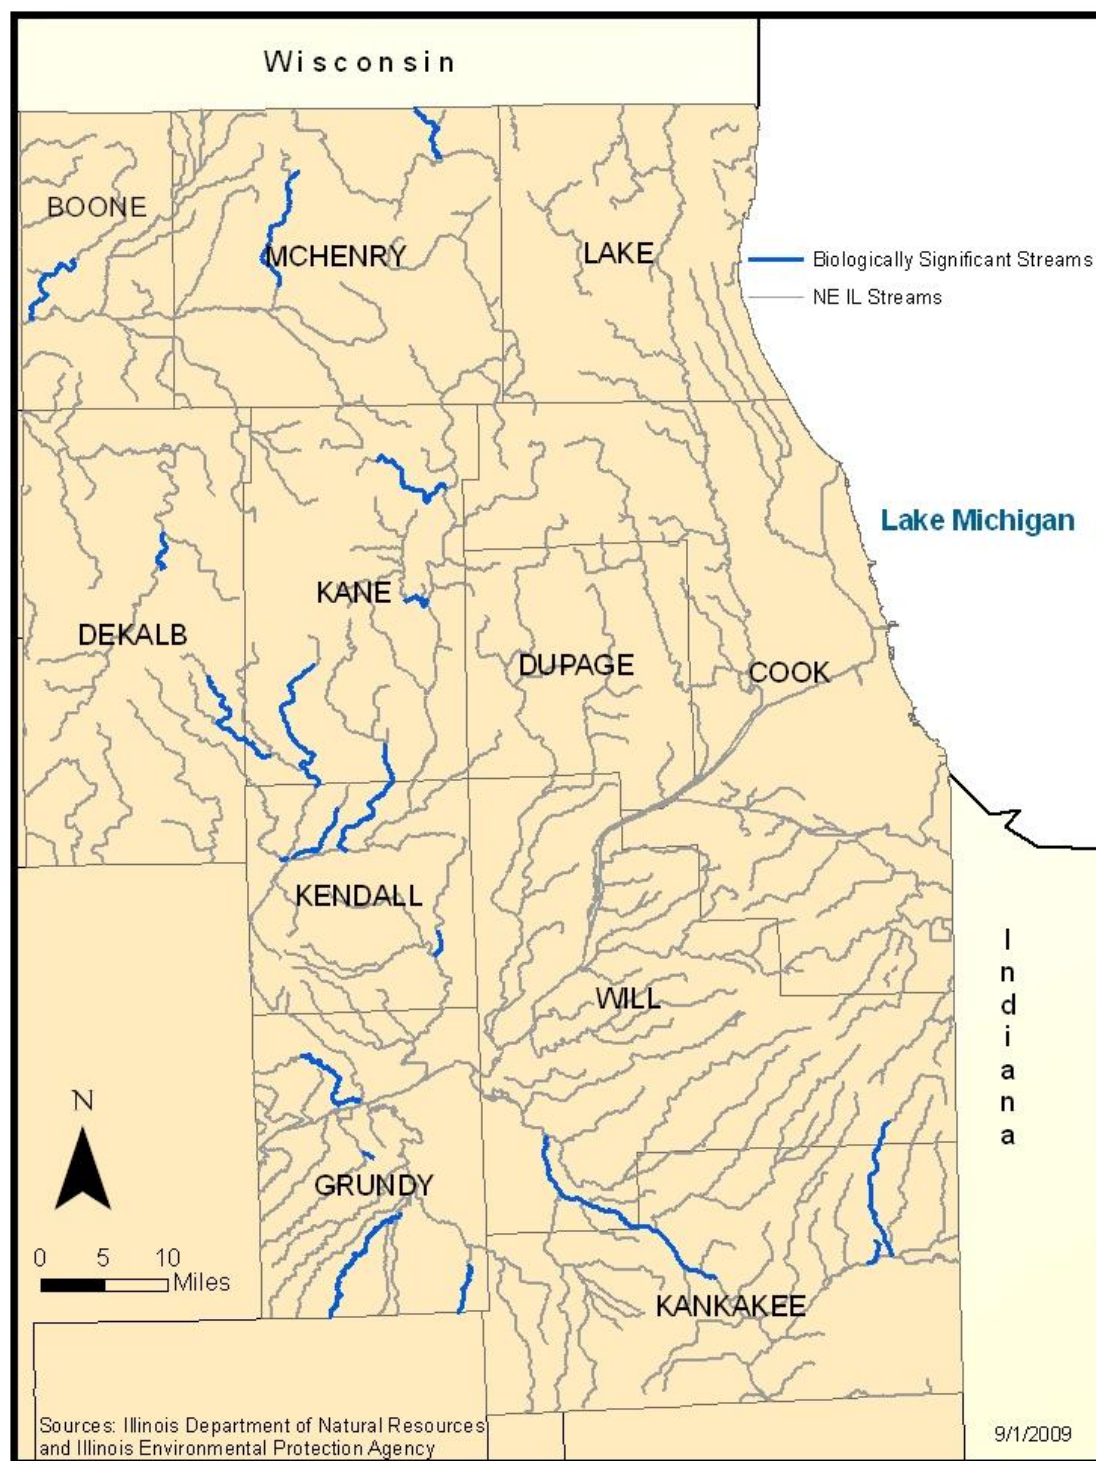 Wisconsin
BOONE
MCHENRY
LAKE
Biologically Significant Streams
NE IL Streams
Lake Michigan
KANE
DEKALB
DUPAGE
COOK
KENDALL
WILL
Indiana
N
GRUNDY
0 5 10
Miles
KANKAKEE
Sources: Illinois Department of Natural Resources
and Illinois Environmental Protection Agency
9/1/2009